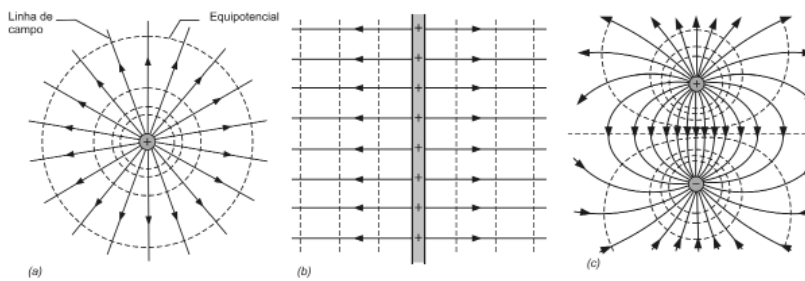 Linha de
campo
Equipotencial
+
+
+
+
+
+
+
+
+
+
−
(a)
(b)
(c)